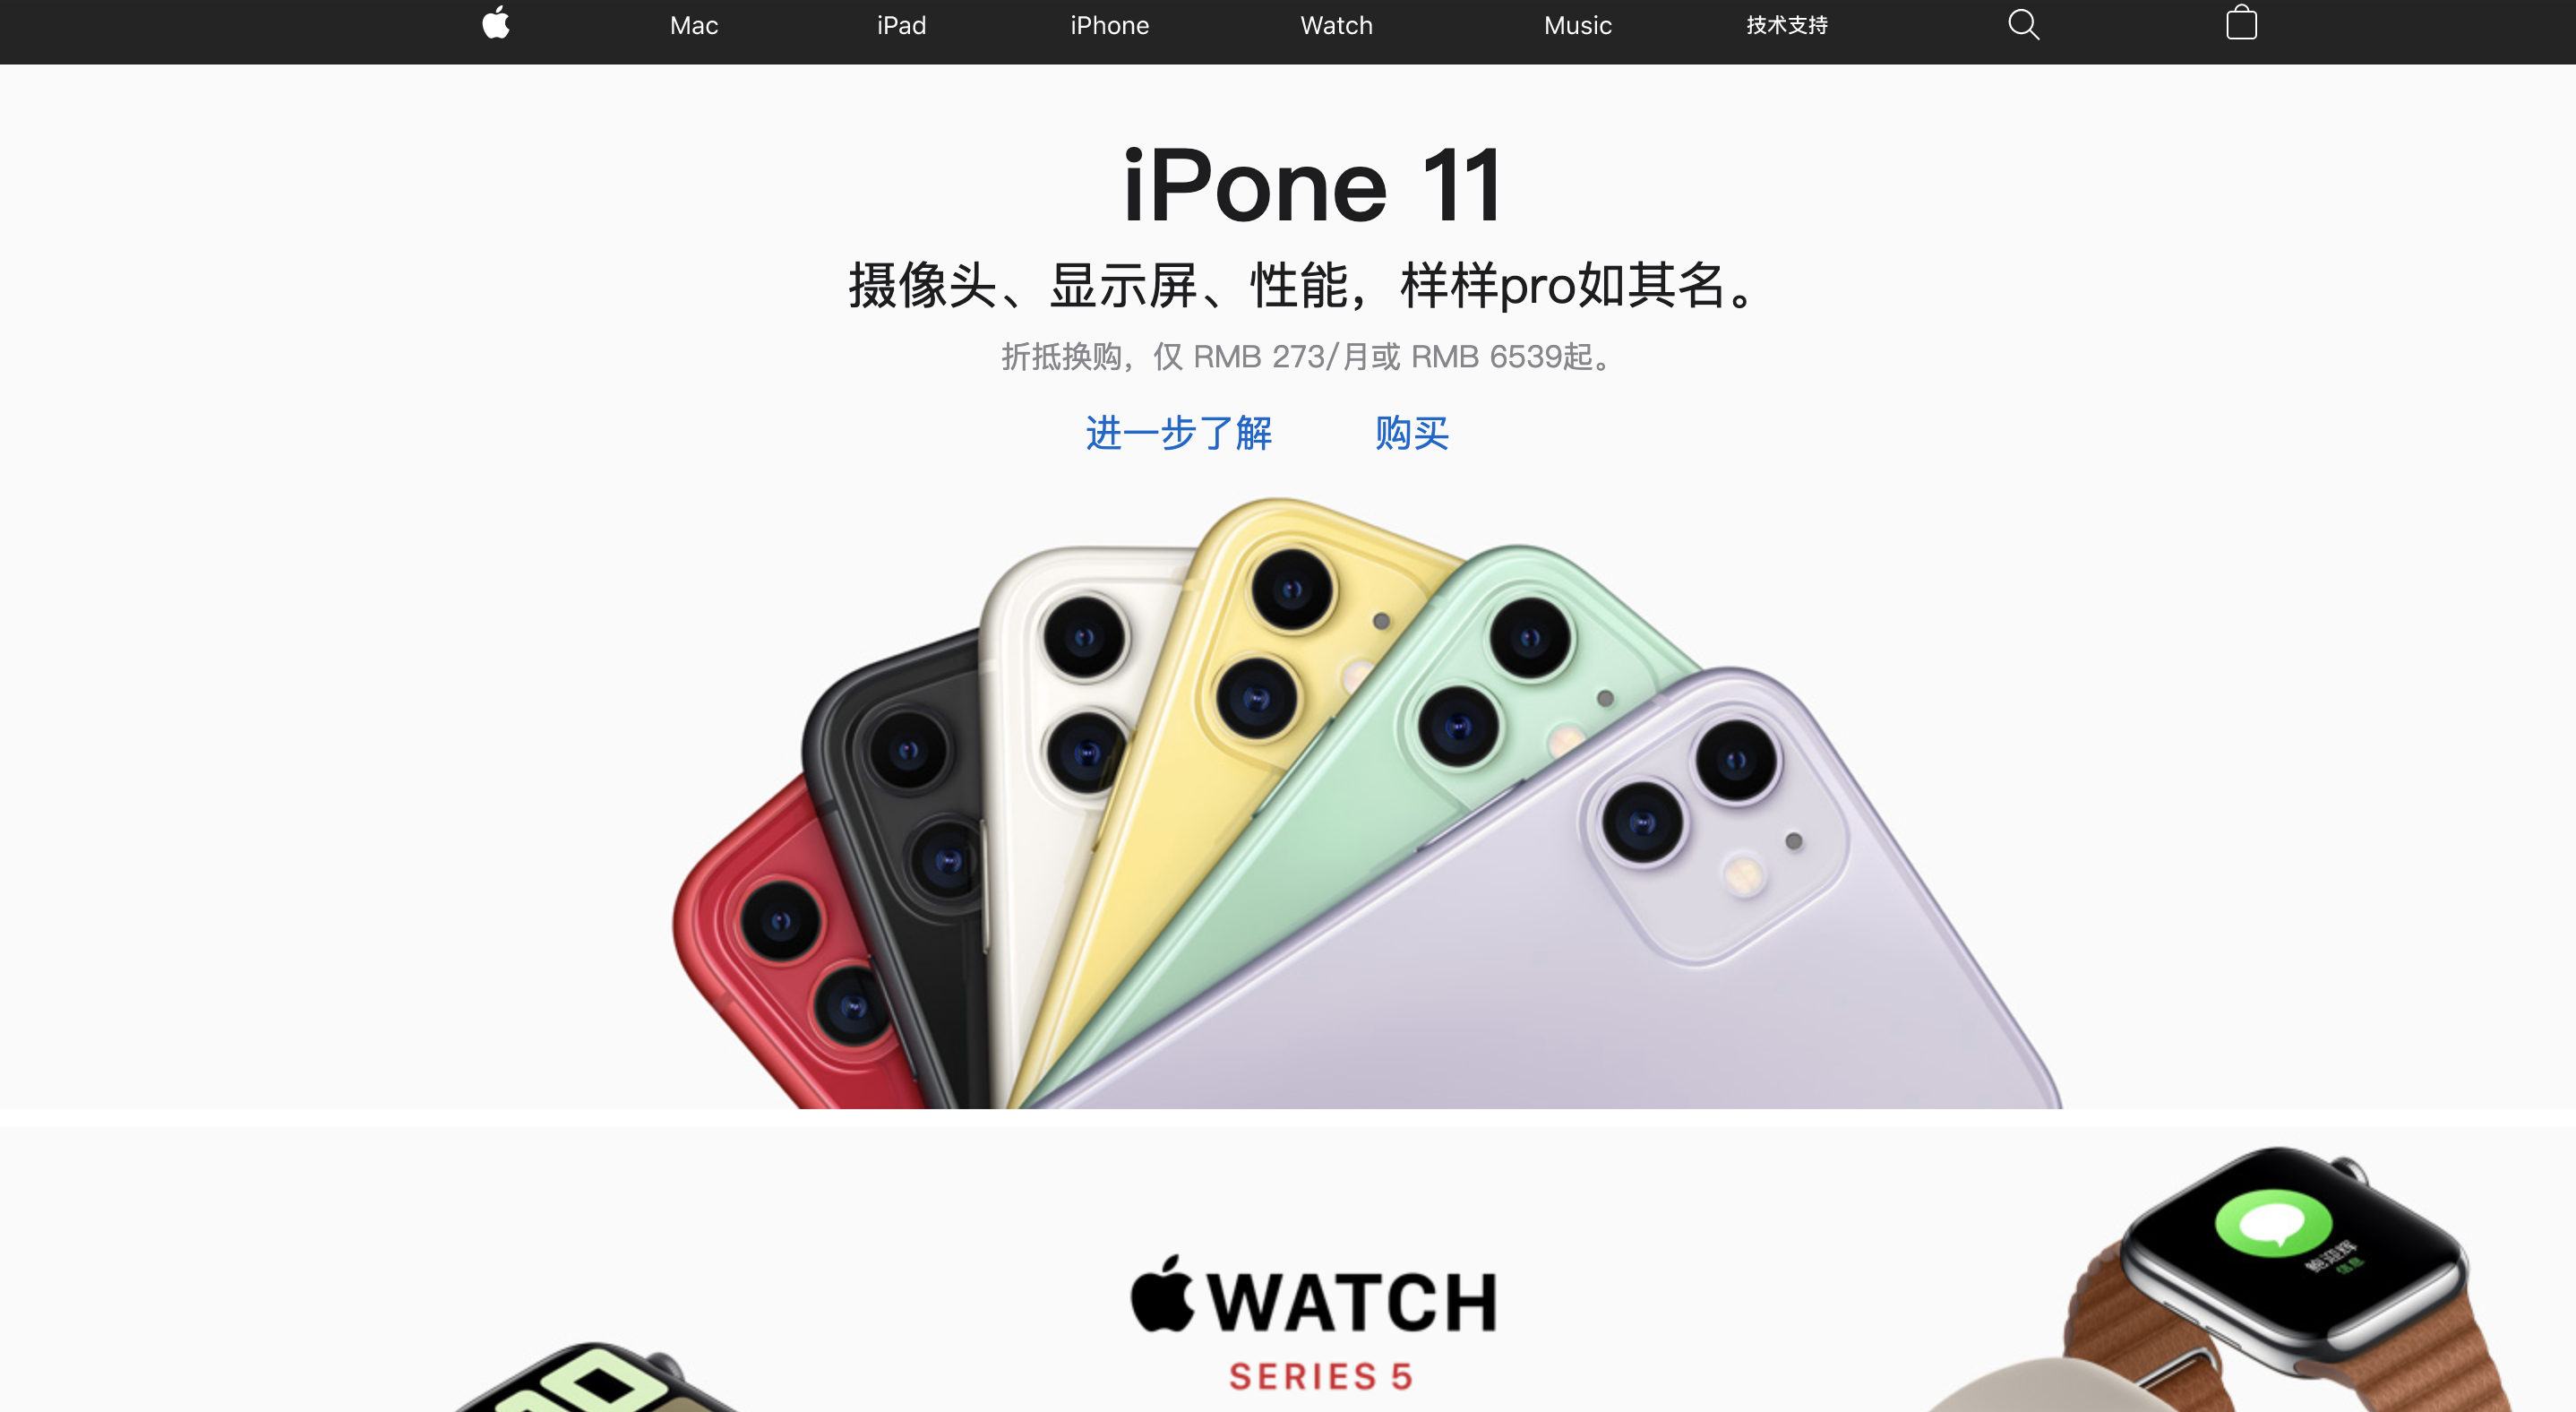 Mac iPad iPhone Watch Music 技术支持
iPone 11
摄像头、显示屏、性能，样样pro如其名。
折抵换购，仅 RMB 273/月或 RMB 6539起。
进一步了解 购买
WATCH
SERIES 5
信息